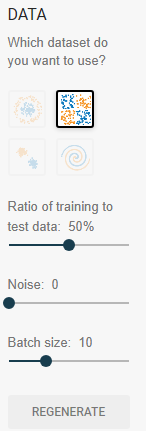 DATA
Which dataset do
you want to use?
Ratio of training to
test data: 50%
Noise: 0
Batch size: 10
REGENERATE